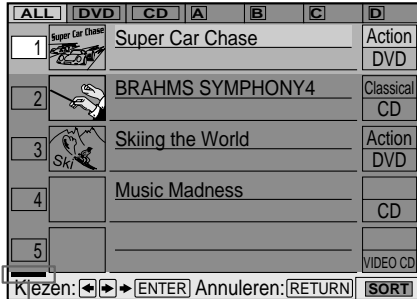 ALL DVD CD A B C D
1 Super Car Chase Super Car Chase Action
DVD
2 BRAHMS SYMPHONY4 Classical
CD
3 Ski Skiing the World Action
DVD
4 Music Madness
CD
5
VIDEO CD
Kiezen: ENTER Annuleren: RETURN SORT